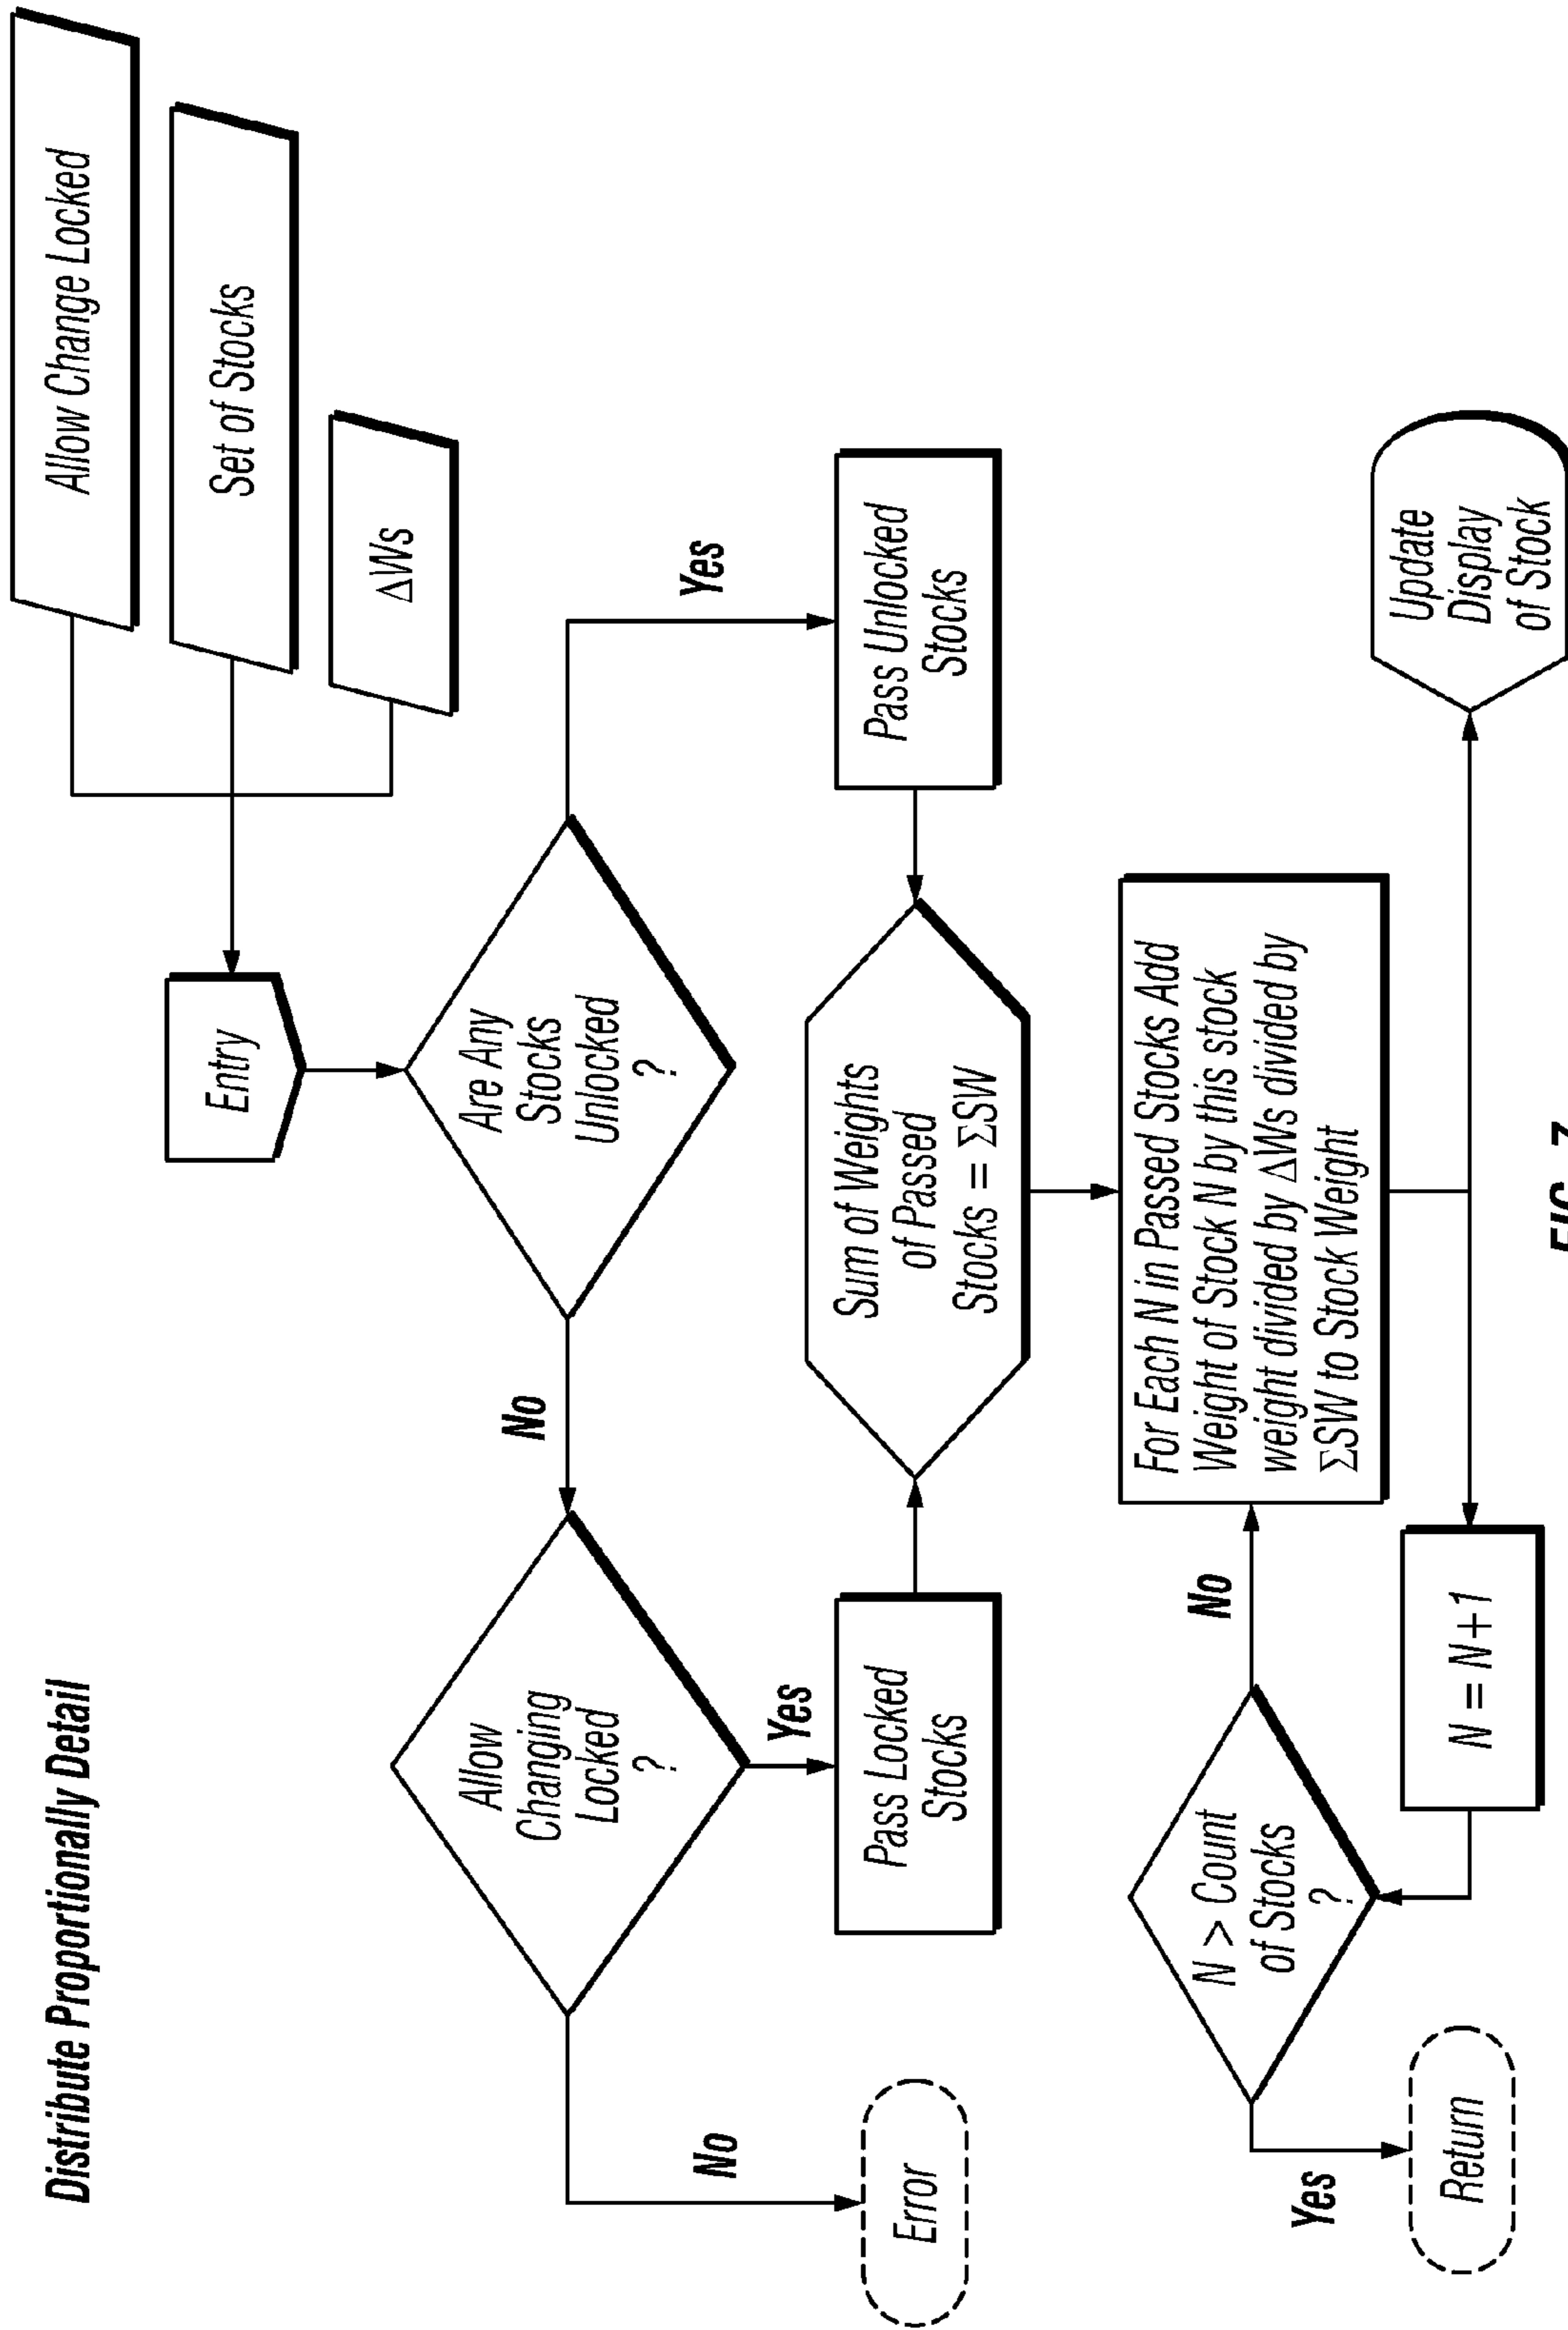 Distribute Proportionally Detail
Allow Change Locked
Set of Stocks
ΔWs
Entry
Are Any
Stocks
Unlocked
?
No
Yes
Allow
Changing
Locked
?
No
Yes
Error
Pass Locked
Stocks
Pass Unlocked
Stocks
Sum of Weights
of Passed
Stocks = ΣSW
For Each N in Passed Stocks Add
Weight of Stock N by this stock
weight divided by ΔWs divided by
ΣSW to Stock Weight
N > Count
of Stocks
?
No
Yes
Return
N = N+1
Update
Display
of Stock